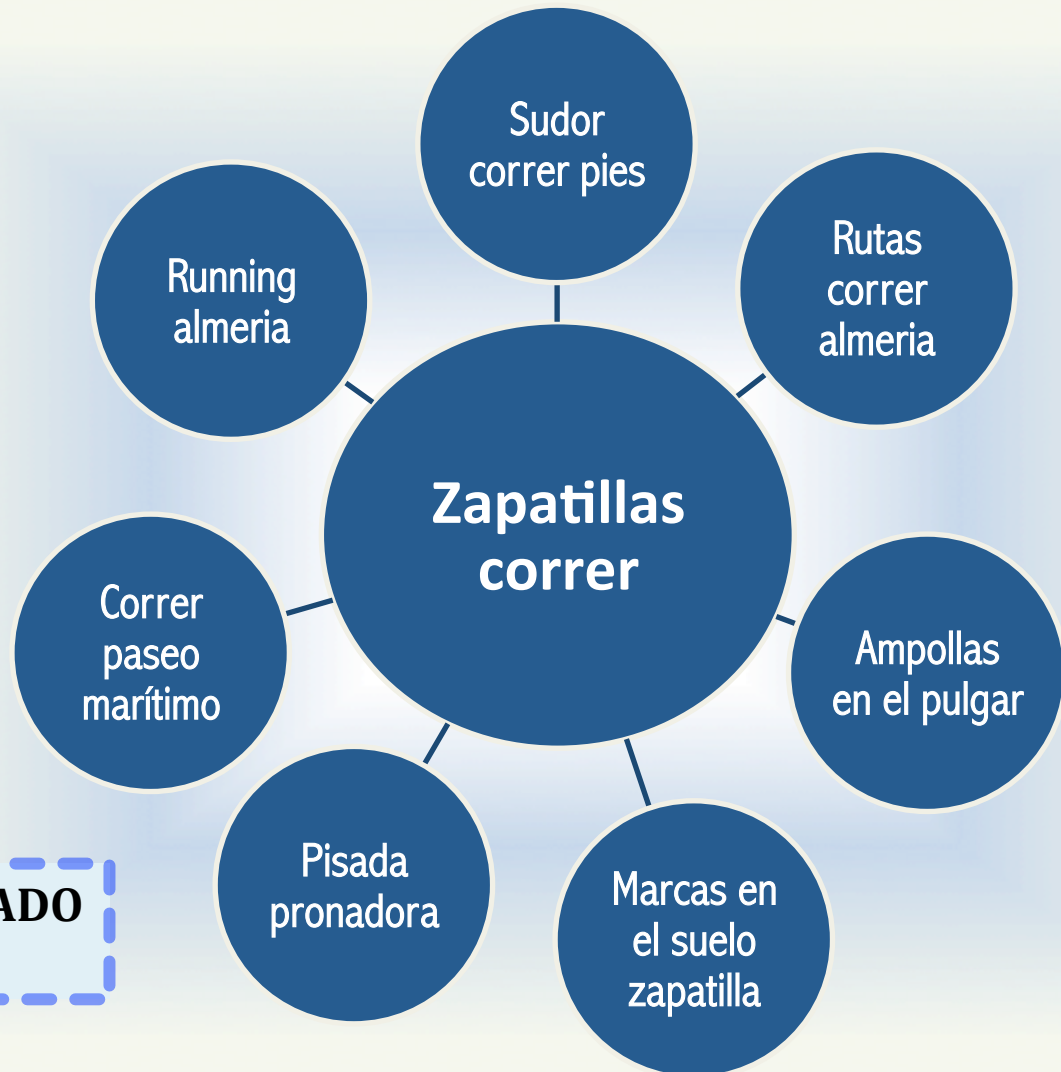 Sudor
correr pies
Rutas
correr
almeria
Running
almeria
Zapatillas
correr
Correr
paseo
marítimo
Ampollas
en el pulgar
Pisada
pronadora
Marcas en
el suelo
zapatilla